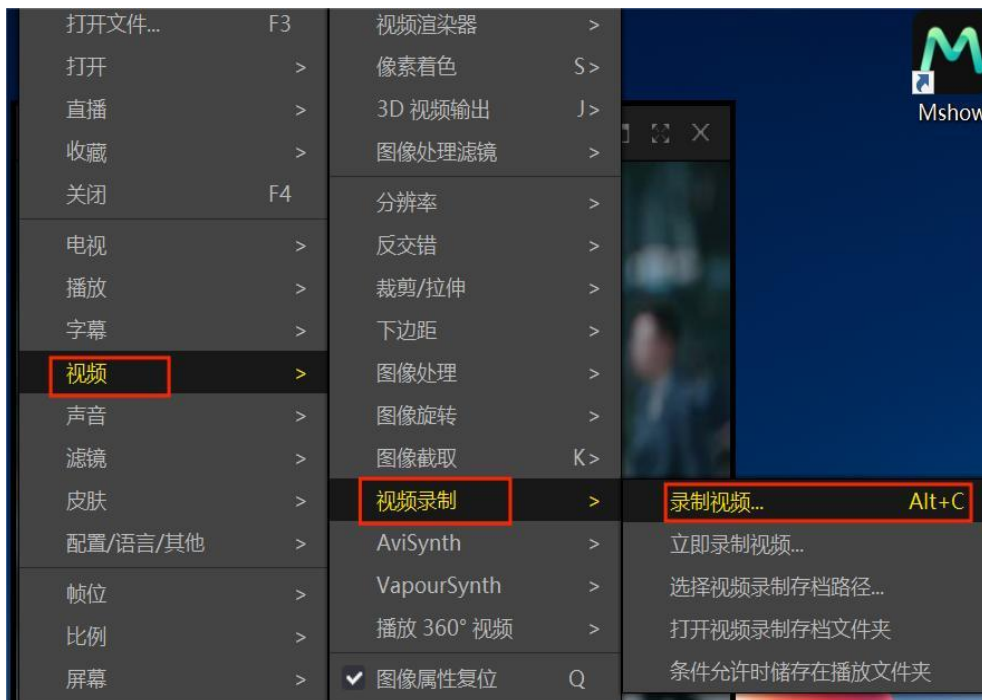 打开文件... F3
打开 >
直播 >
收藏 >
关闭 F4
电视 >
播放 >
字幕 >
视频 >
声音 >
滤镜 >
皮肤 >
配置/语言/其他 >
帧位 >
比例 >
屏幕 >
视频渲染器 >
像素着色 S>
3D 视频输出 J>
图像处理滤镜 >
分辨率 >
反交错 >
裁剪/拉伸 >
下边距 >
图像处理 >
图像旋转 >
图像截取 K>
视频录制 >
AviSynth >
VapourSynth >
播放 360° 视频 >
图像属性复位 Q
录制视频... Alt+C
立即录制视频...
选择视频录制存档路径...
打开视频录制存档文件夹
条件允许时储存在播放文件夹
Mshow